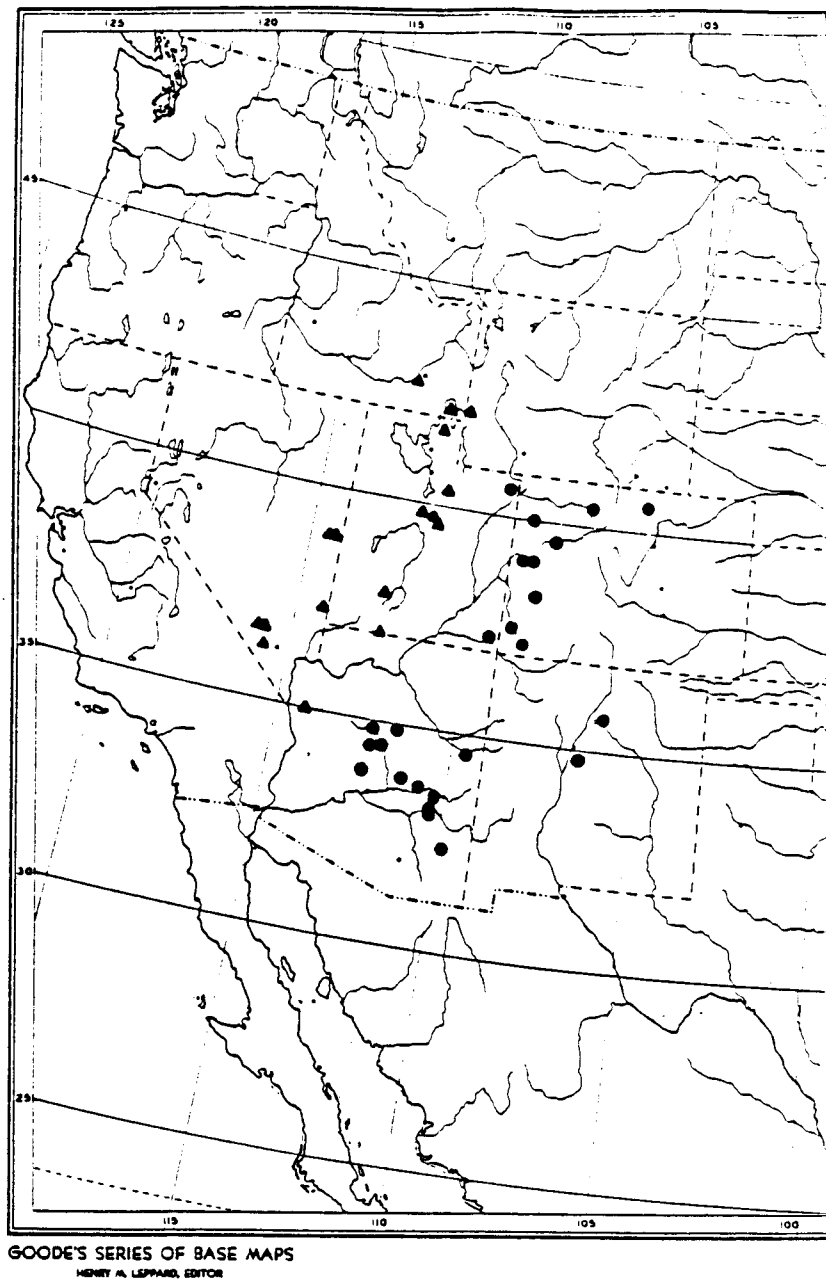 125 120 115 110 105
45
35
30
25
115 110 105 100
GOODE'S SERIES OF BASE MAPS
HENRY M. LEPPARD, EDITOR